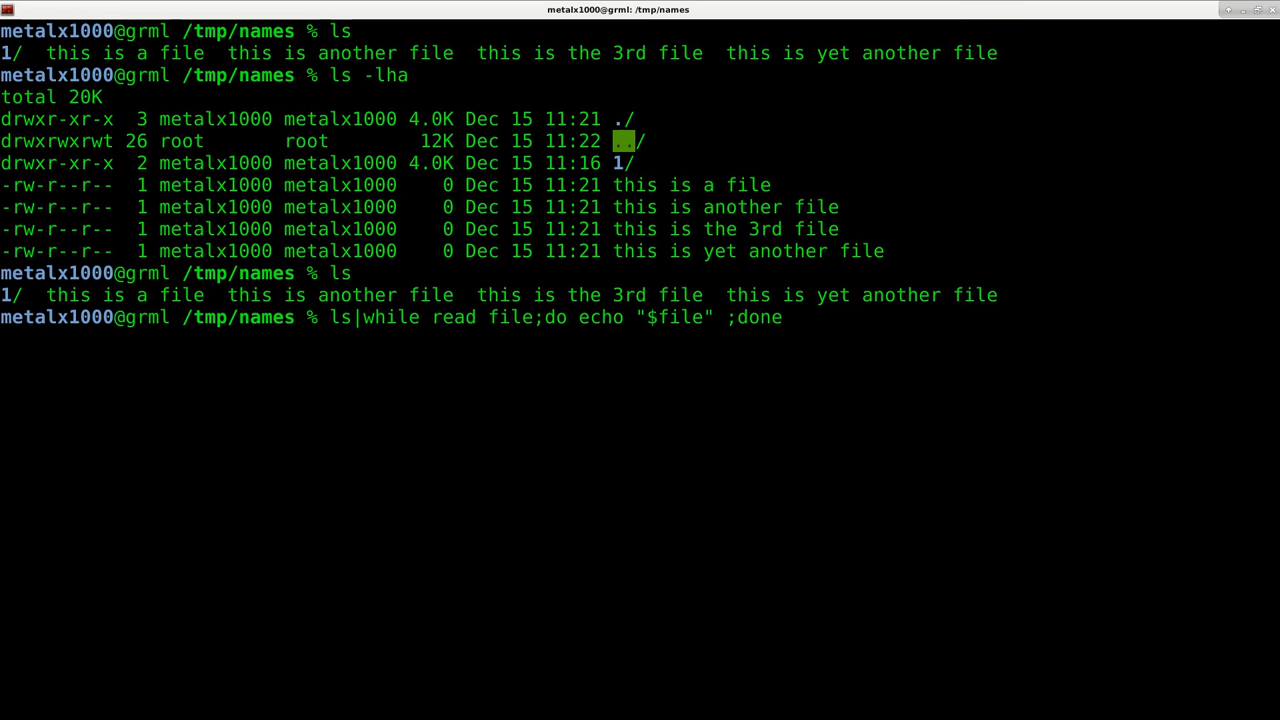 metalx1000@grml: /tmp/names
metalx1000@grml /tmp/names % ls
1/  this is a file  this is another file  this is the 3rd file  this is yet another file
metalx1000@grml /tmp/names % ls -lha
total 20K
drwxr-xr-x  3 metalx1000 metalx1000 4.0K Dec 15 11:21 ./
drwxrwxrwt 26 root       root        12K Dec 15 11:22 ../
drwxr-xr-x  2 metalx1000 metalx1000 4.0K Dec 15 11:16 1/
-rw-r--r--  1 metalx1000 metalx1000    0 Dec 15 11:21 this is a file
-rw-r--r--  1 metalx1000 metalx1000    0 Dec 15 11:21 this is another file
-rw-r--r--  1 metalx1000 metalx1000    0 Dec 15 11:21 this is the 3rd file
-rw-r--r--  1 metalx1000 metalx1000    0 Dec 15 11:21 this is yet another file
metalx1000@grml /tmp/names % ls
1/  this is a file  this is another file  this is the 3rd file  this is yet another file
metalx1000@grml /tmp/names % ls|while read file;do echo "$file" ;done